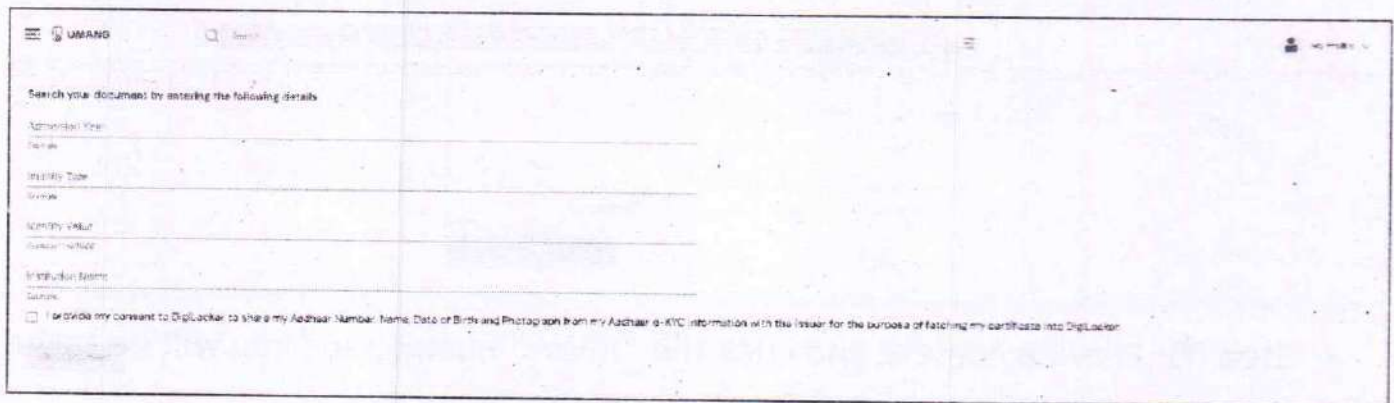 UMANG
Search your document by entering the following details
Admission Year
Identity Type
Identity Value
Institution Name
I provide my consent to DigiLocker to share my Aadhaar Number, Name, Date of Birth and Photograph from my Aadhaar e-KYC information with the Issuer for the purpose of fetching my certificate into DigiLocker.